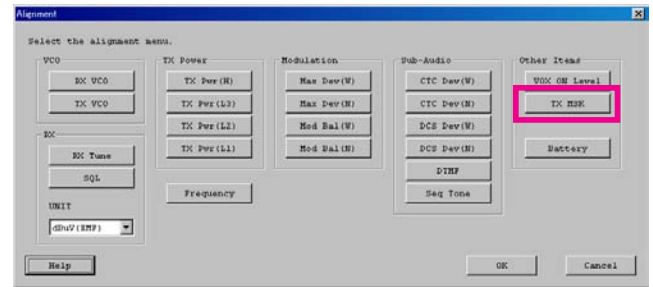 Alignment
Select the alignment menu.
VCO
RX VCO
TX VCO
RX
RX Tune
SQL
UNIT
dBuV(EMF)
TX Power
TX Pwr(H)
TX Pwr(L3)
TX Pwr(L2)
TX Pwr(L1)
Frequency
Modulation
Max Dev(W)
Max Dev(N)
Mod Bal(W)
Mod Bal(N)
Sub-Audio
CTC Dev(W)
CTC Dev(N)
DCS Dev(W)
DCS Dev(N)
DTMF
Seq Tone
Other Items
VOX ON Level
TX MSK
Battery
Help
OK
Cancel